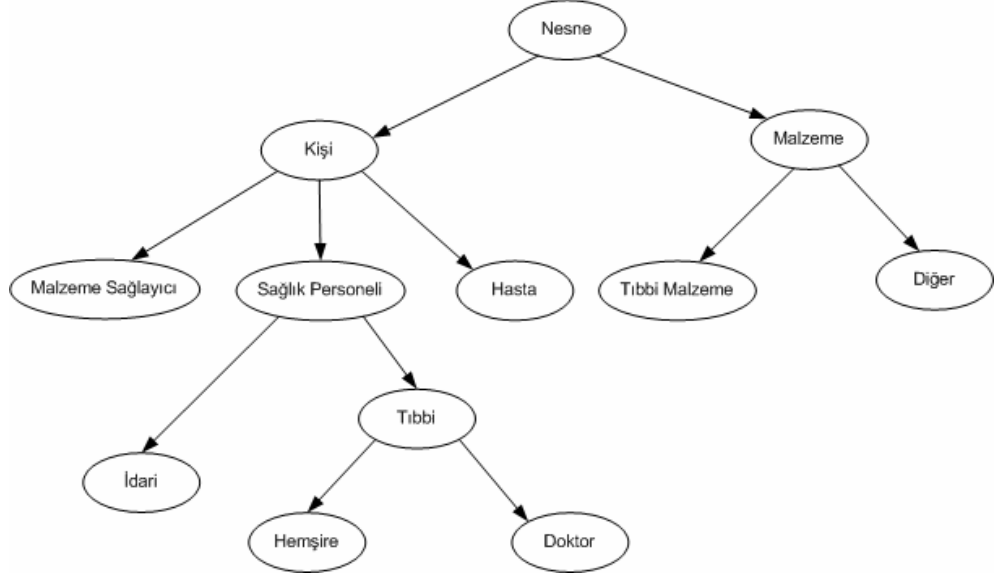 Nesne
Kişi
Malzeme
Malzeme Sağlayıcı
Sağlık Personeli
Hasta
Tıbbi Malzeme
Diğer
Tıbbi
İdari
Hemşire
Doktor